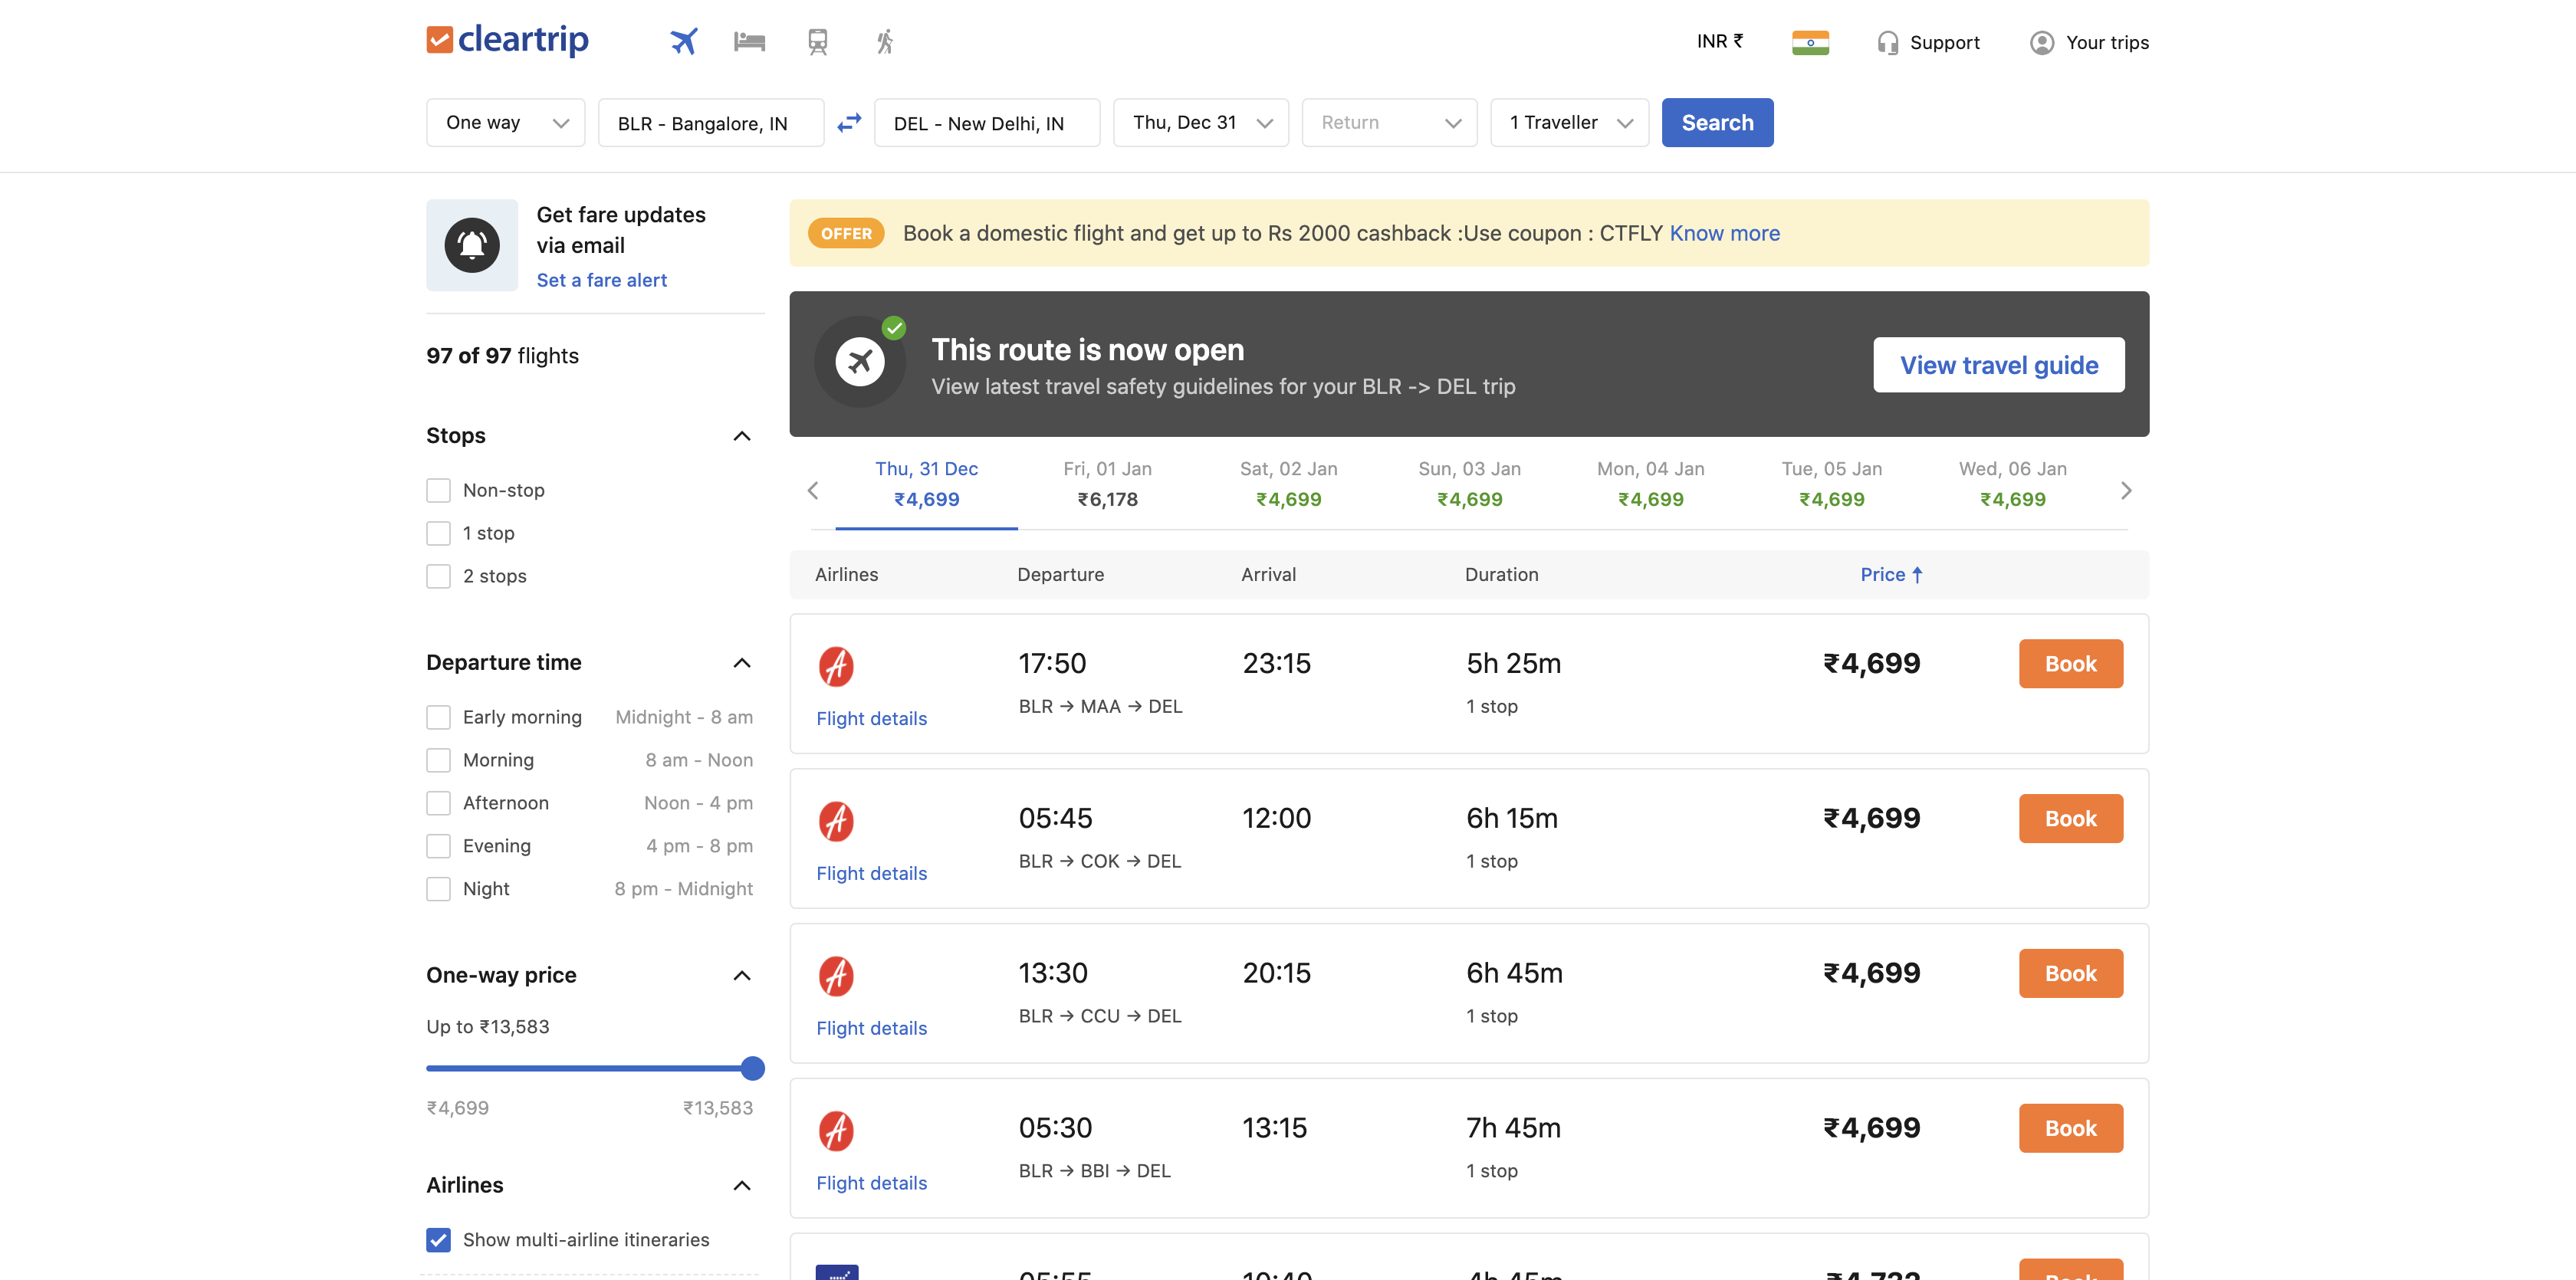 cleartrip
INR ₹
Support
Your trips
One way
BLR - Bangalore, IN
DEL - New Delhi, IN
Thu, Dec 31
Return
1 Traveller
Search
Get fare updates
via email
Set a fare alert
97 of 97 flights
Stops
Non-stop
1 stop
2 stops
Departure time
Early morning Midnight - 8 am
Morning 8 am - Noon
Afternoon Noon - 4 pm
Evening 4 pm - 8 pm
Night 8 pm - Midnight
One-way price
Up to ₹13,583
₹4,699 ₹13,583
Airlines
Show multi-airline itineraries
OFFER Book a domestic flight and get up to Rs 2000 cashback :Use coupon : CTFLY Know more
This route is now open
View latest travel safety guidelines for your BLR -> DEL trip
View travel guide
Thu, 31 Dec
₹4,699
Fri, 01 Jan
₹6,178
Sat, 02 Jan
₹4,699
Sun, 03 Jan
₹4,699
Mon, 04 Jan
₹4,699
Tue, 05 Jan
₹4,699
Wed, 06 Jan
₹4,699
Airlines Departure Arrival Duration Price ↑
17:50 23:15 5h 25m ₹4,699 Book
BLR → MAA → DEL 1 stop
Flight details
05:45 12:00 6h 15m ₹4,699 Book
BLR → COK → DEL 1 stop
Flight details
13:30 20:15 6h 45m ₹4,699 Book
BLR → CCU → DEL 1 stop
Flight details
05:30 13:15 7h 45m ₹4,699 Book
BLR → BBI → DEL 1 stop
Flight details